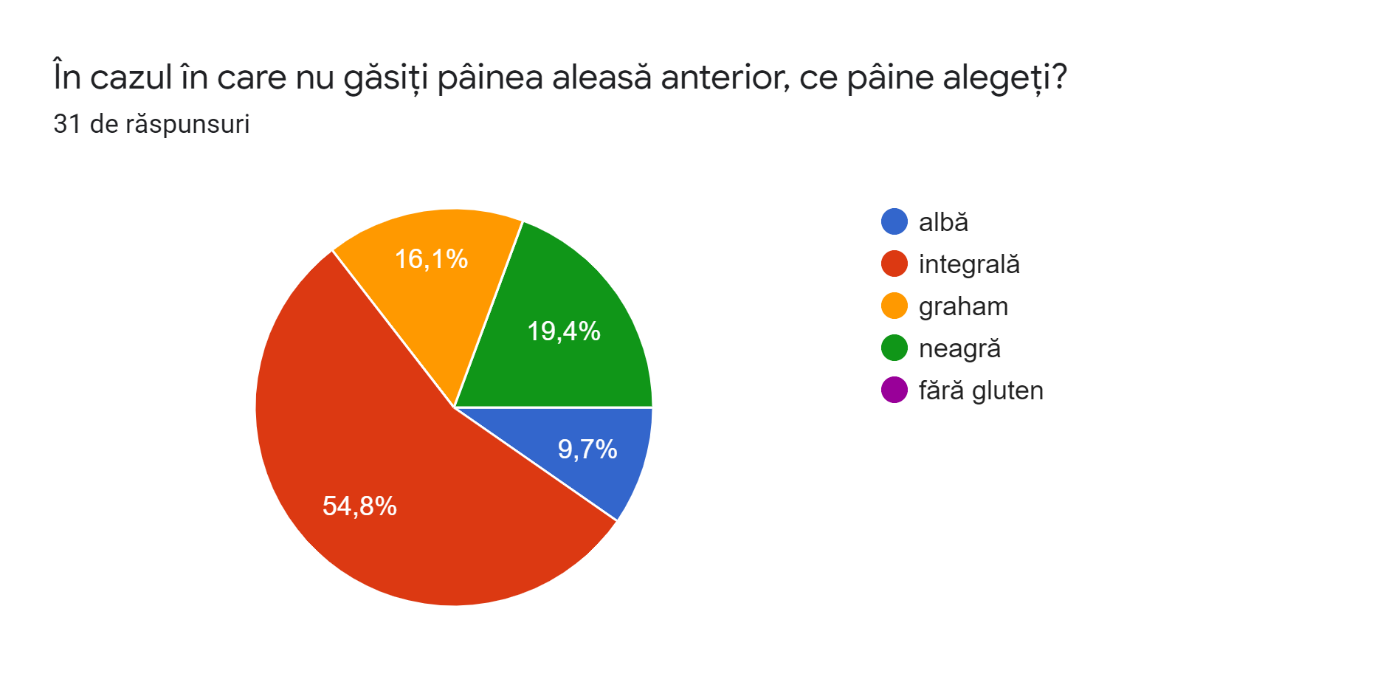 În cazul în care nu găsiți pâinea aleasă anterior, ce pâine alegeți?
31 de răspunsuri
16,1%
19,4%
9,7%
54,8%
albă
integrală
graham
neagră
fără gluten